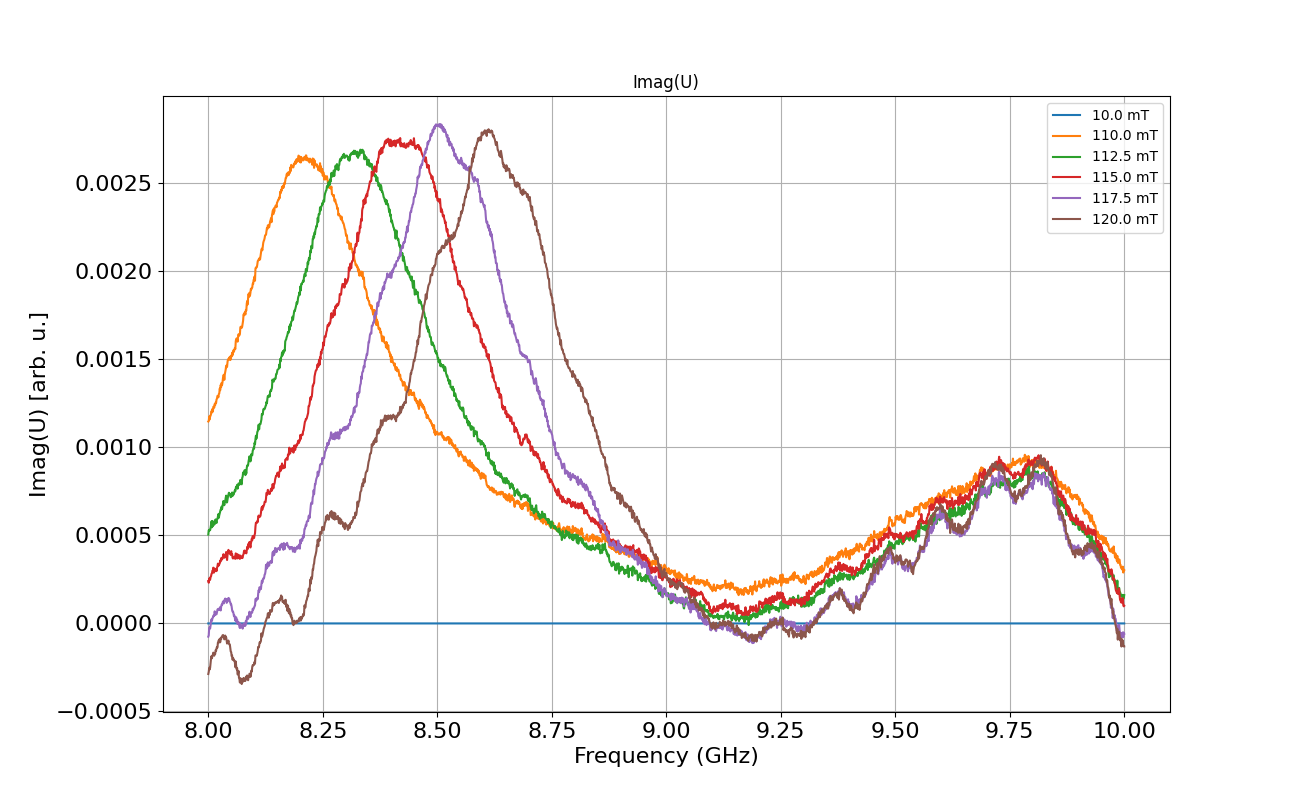 Imag(U)
10.0 mT
110.0 mT
112.5 mT
115.0 mT
117.5 mT
120.0 mT
Imag(U) [arb. u.]
0.0025
0.0020
0.0015
0.0010
0.0005
0.0000
−0.0005
8.00 8.25 8.50 8.75 9.00 9.25 9.50 9.75 10.00
Frequency (GHz)